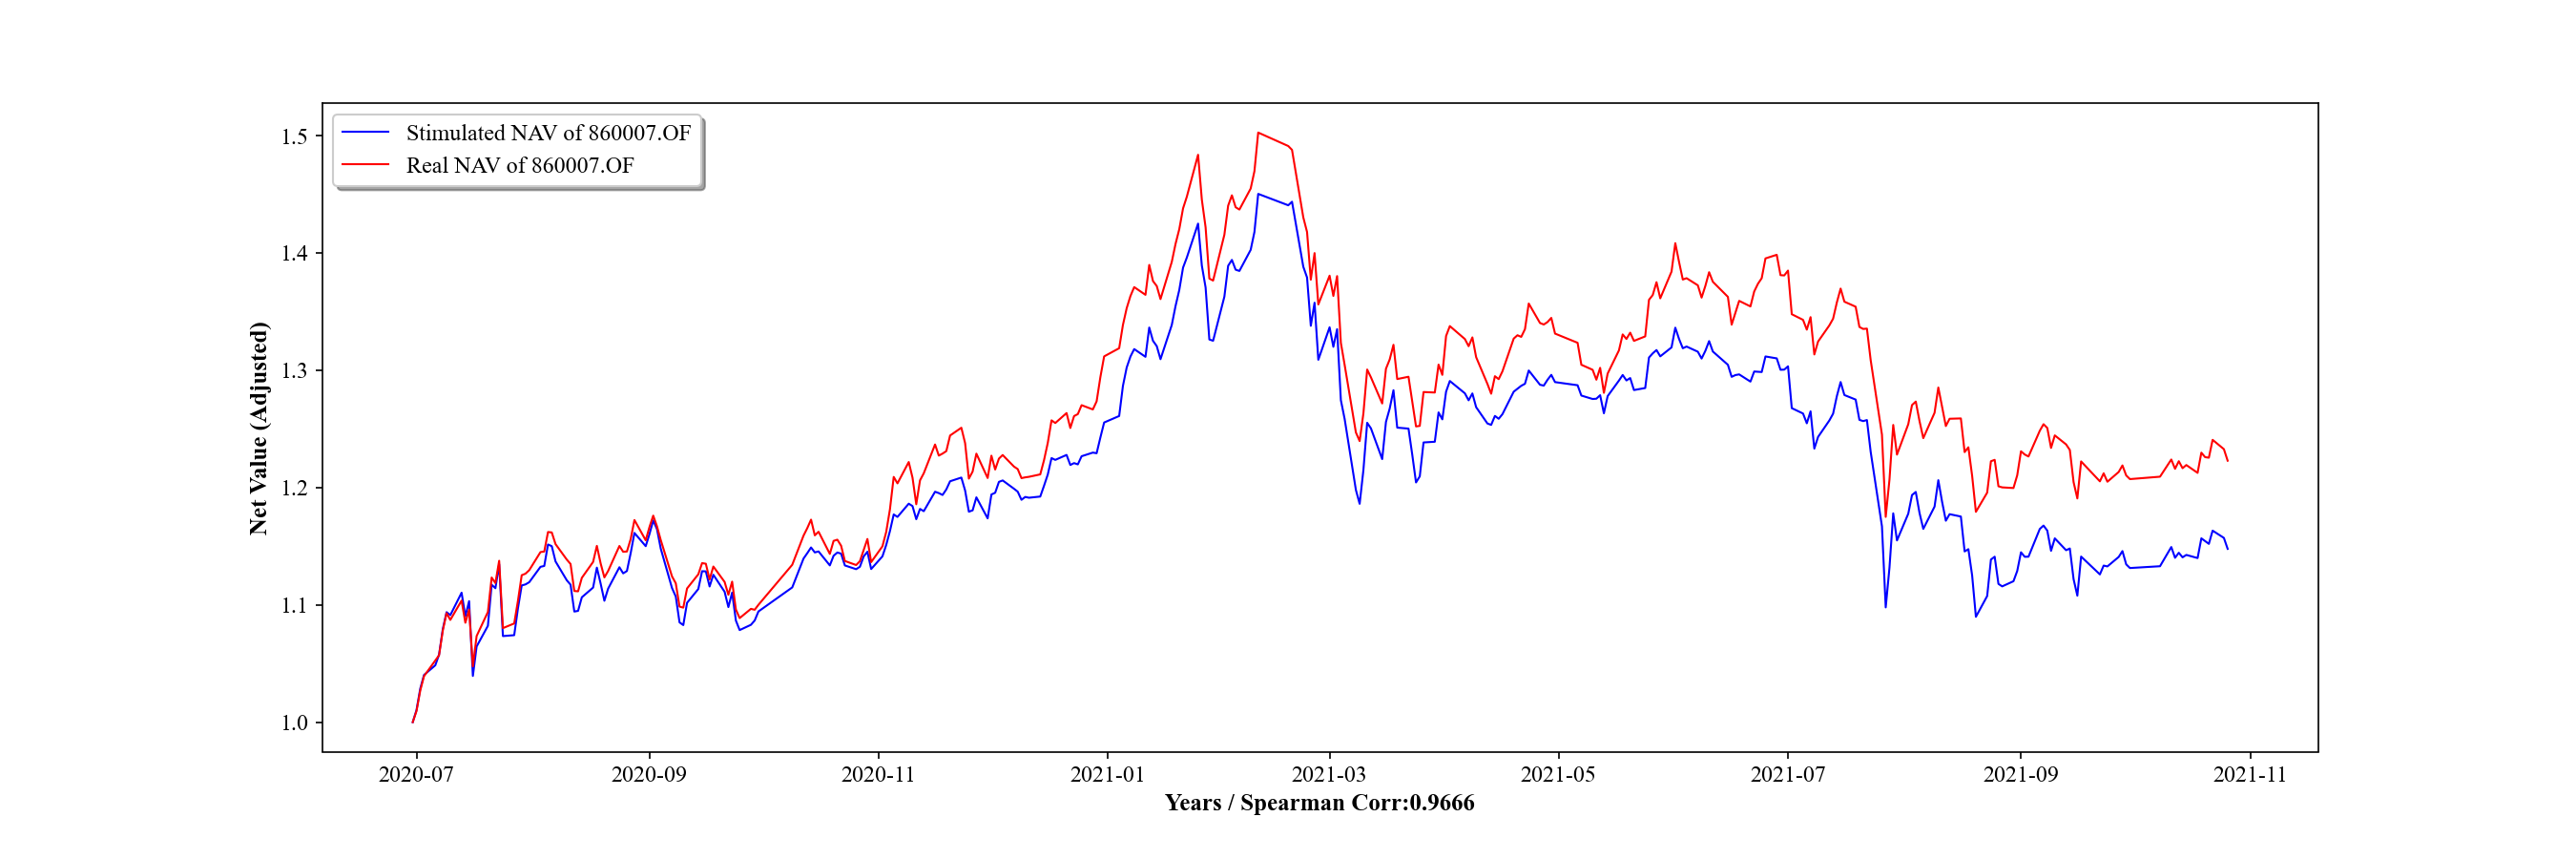 Stimulated NAV of 860007.OF
Real NAV of 860007.OF
Net Value (Adjusted)
1.5
1.4
1.3
1.2
1.1
1.0
2020-07 2020-09 2020-11 2021-01 2021-03 2021-05 2021-07 2021-09 2021-11
Years / Spearman Corr:0.9666